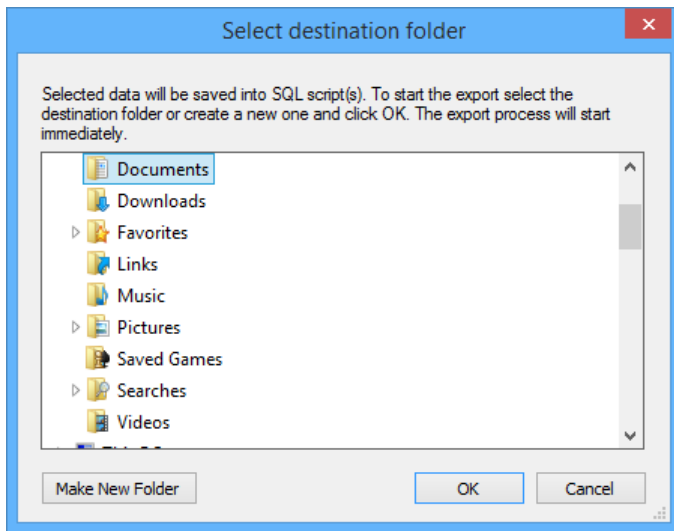 Select destination folder
Selected data will be saved into SQL script(s). To start the export select the
destination folder or create a new one and click OK. The export process will start
immediately.
Documents
Downloads
Favorites
Links
Music
Pictures
Saved Games
Searches
Videos
Make New Folder
OK
Cancel